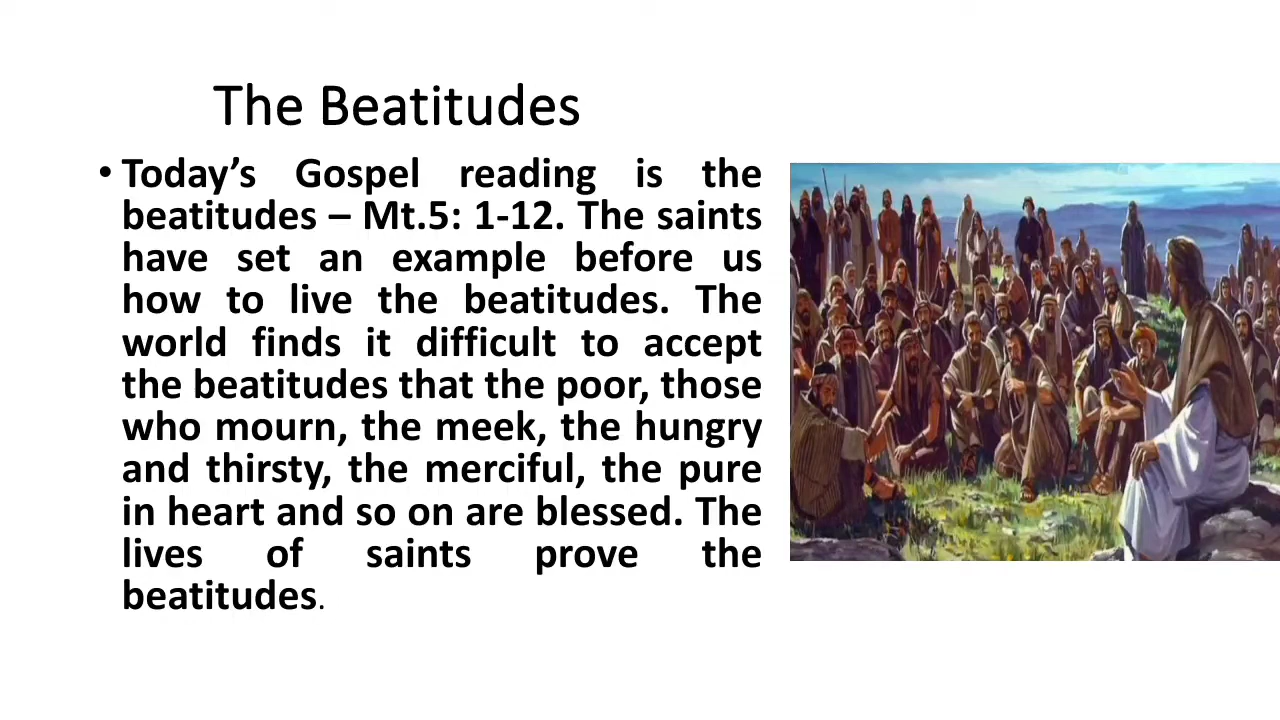 The Beatitudes
• Today’s Gospel reading is the
beatitudes – Mt.5: 1-12. The saints
have set an example before us
how to live the beatitudes. The
world finds it difficult to accept
the beatitudes that the poor, those
who mourn, the meek, the hungry
and thirsty, the merciful, the pure
in heart and so on are blessed. The
lives of saints prove the
beatitudes.